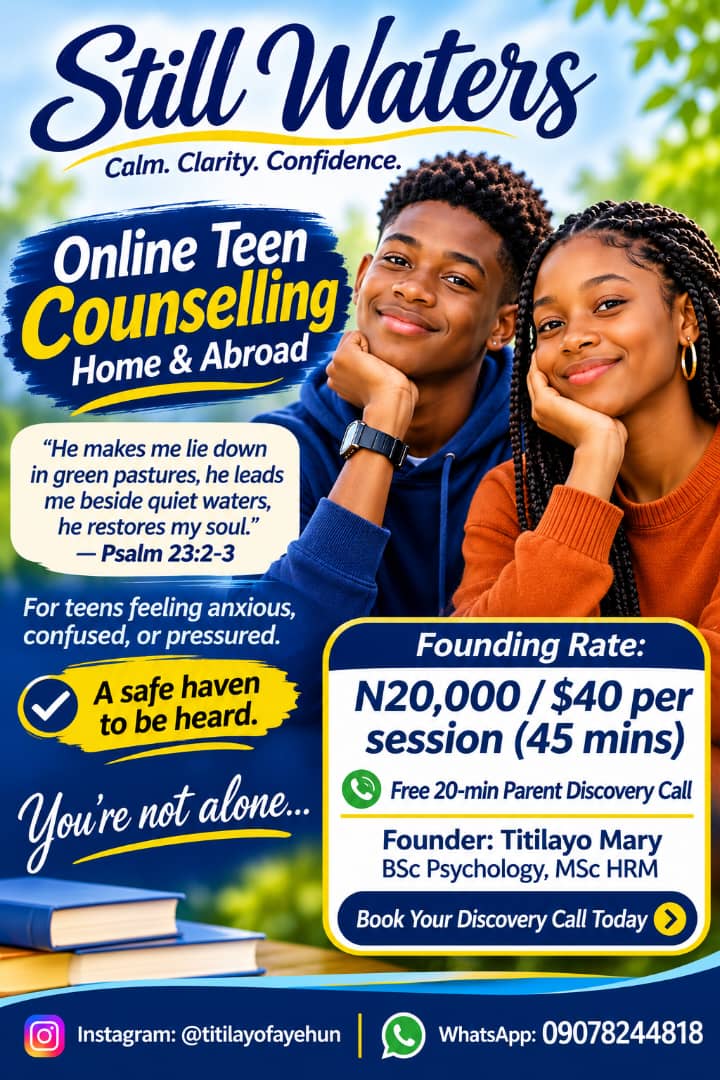 Still Waters
Calm. Clarity. Confidence.
Online Teen
Counselling
Home & Abroad
“He makes me lie down
in green pastures, he leads
me beside quiet waters,
he restores my soul.”
— Psalm 23:2-3
For teens feeling anxious,
confused, or pressured.
A safe haven
to be heard.
You're not alone...
Founding Rate:
N20,000 / $40 per
session (45 mins)
Free 20-min Parent Discovery Call
Founder: Titilayo Mary
BSc Psychology, MSc HRM
Book Your Discovery Call Today
Instagram: @titilayofayehun
WhatsApp: 09078244818